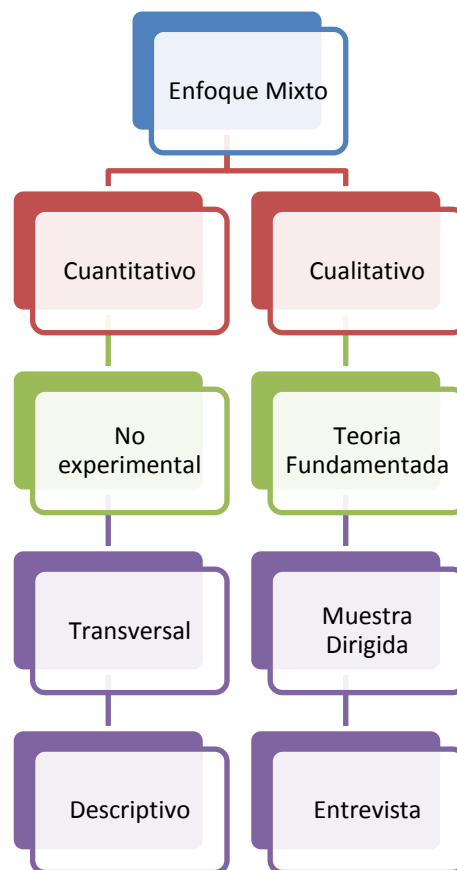 Enfoque Mixto
Cuantitativo
Cualitativo
No
experimental
Teoria
Fundamentada
Transversal
Muestra
Dirigida
Descriptivo
Entrevista